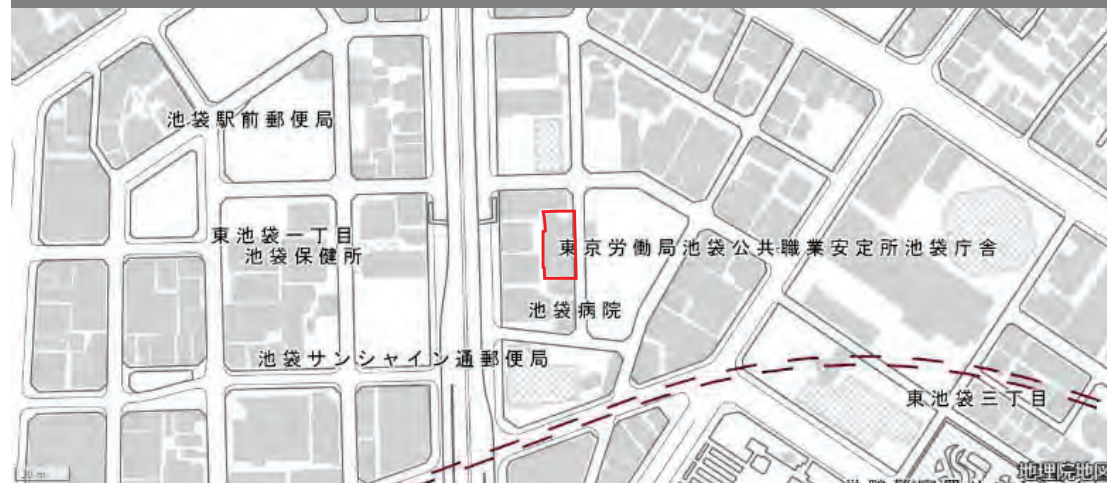 池袋駅前郵便局
東池袋一丁目
池袋保健所
東京労働局池袋公共職業安定所池袋庁舎
池袋病院
池袋サンシャイン通郵便局
東池袋三丁目
30 m
地理院地図